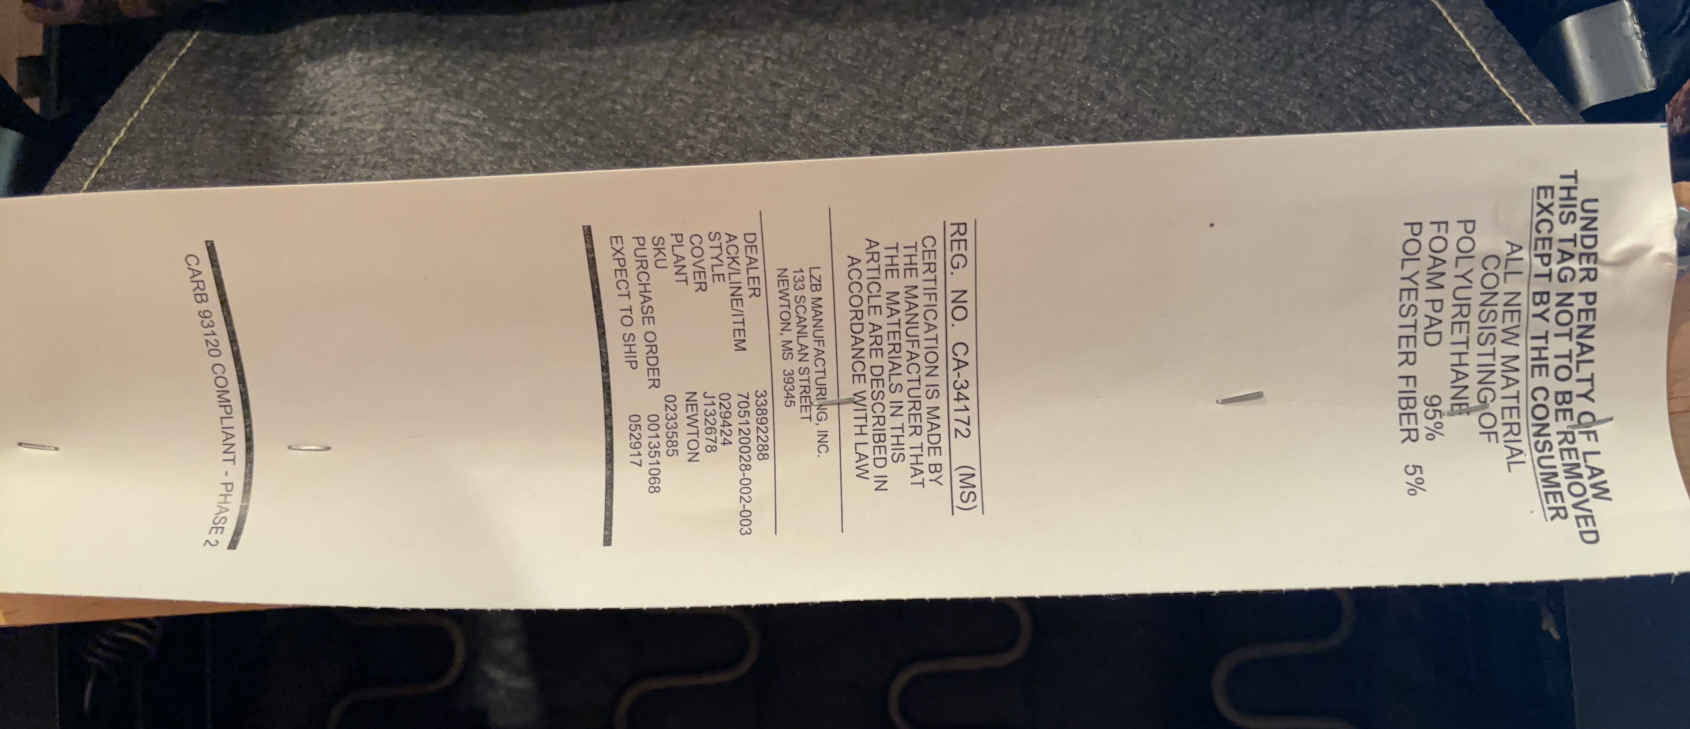 UNDER PENALTY OF LAW
THIS TAG NOT TO BE REMOVED
EXCEPT BY THE CONSUMER
ALL NEW MATERIAL
CONSISTING OF
POLYURETHANE
FOAM PAD 95%
POLYESTER FIBER 5%
REG. NO. CA-34172 (MS)
CERTIFICATION IS MADE BY
THE MANUFACTURER THAT
THE MATERIALS IN THIS
ARTICLE ARE DESCRIBED IN
ACCORDANCE WITH LAW
LZB MANUFACTURING, INC.
133 SCANLAN STREET
NEWTON, MS 39345
DEALER 33892288
ACK/LINE/ITEM 705120028-002-003
STYLE 029424
COVER J132678
PLANT NEWTON
SKU 0233585
PURCHASE ORDER 001351068
EXPECT TO SHIP 052917
CARB 93120 COMPLIANT - PHASE 2